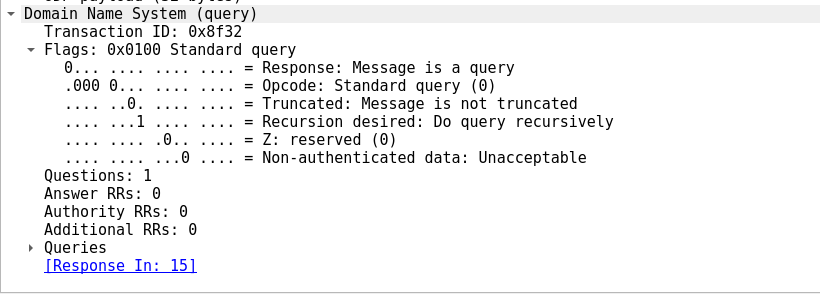 Domain Name System (query)
Transaction ID: 0x8f32
Flags: 0x0100 Standard query
0... .... .... .... = Response: Message is a query
.000 0... .... .... = Opcode: Standard query (0)
.... ..0. .... .... = Truncated: Message is not truncated
.... ...1 .... .... = Recursion desired: Do query recursively
.... .... .0.. .... = Z: reserved (0)
.... .... ...0 .... = Non-authenticated data: Unacceptable
Questions: 1
Answer RRs: 0
Authority RRs: 0
Additional RRs: 0
Queries
[Response In: 15]